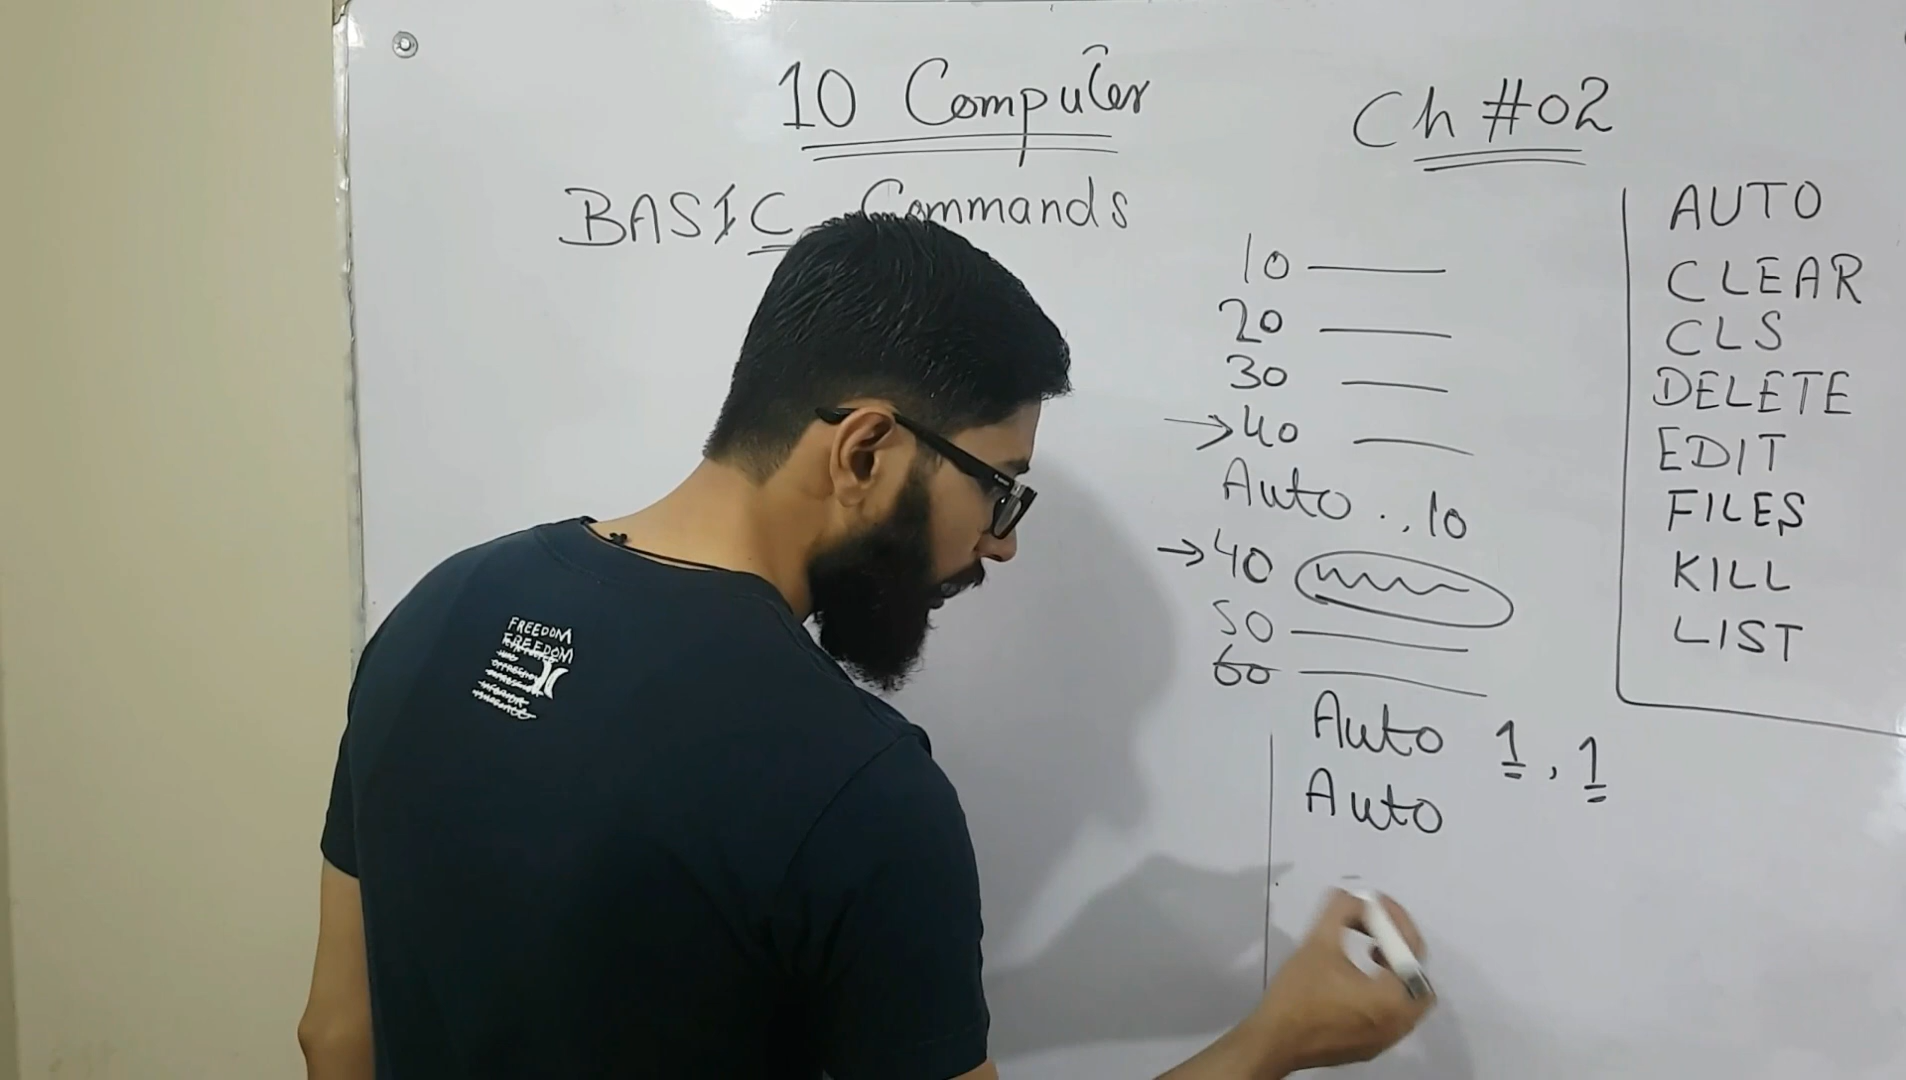 10 Computer
Ch #02
BASIC Commands
10
20
30
→40
Auto . . 10
→40
50
60
Auto 1 , 1
Auto
AUTO
CLEAR
CLS
DELETE
EDIT
FILES
KILL
LIST
FREEDOM
FREEDOM